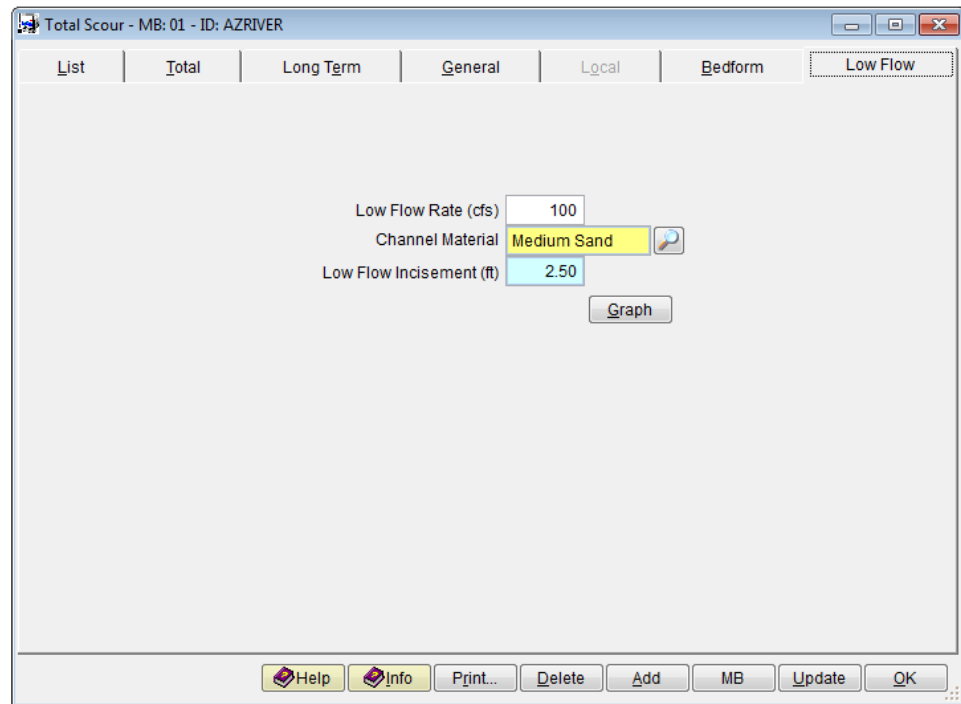 Total Scour - MB: 01 - ID: AZRIVER
List Total Long Term General Local Bedform Low Flow
Low Flow Rate (cfs) 100
Channel Material Medium Sand
Low Flow Incisement (ft) 2.50
Graph
Help Info Print... Delete Add MB Update OK